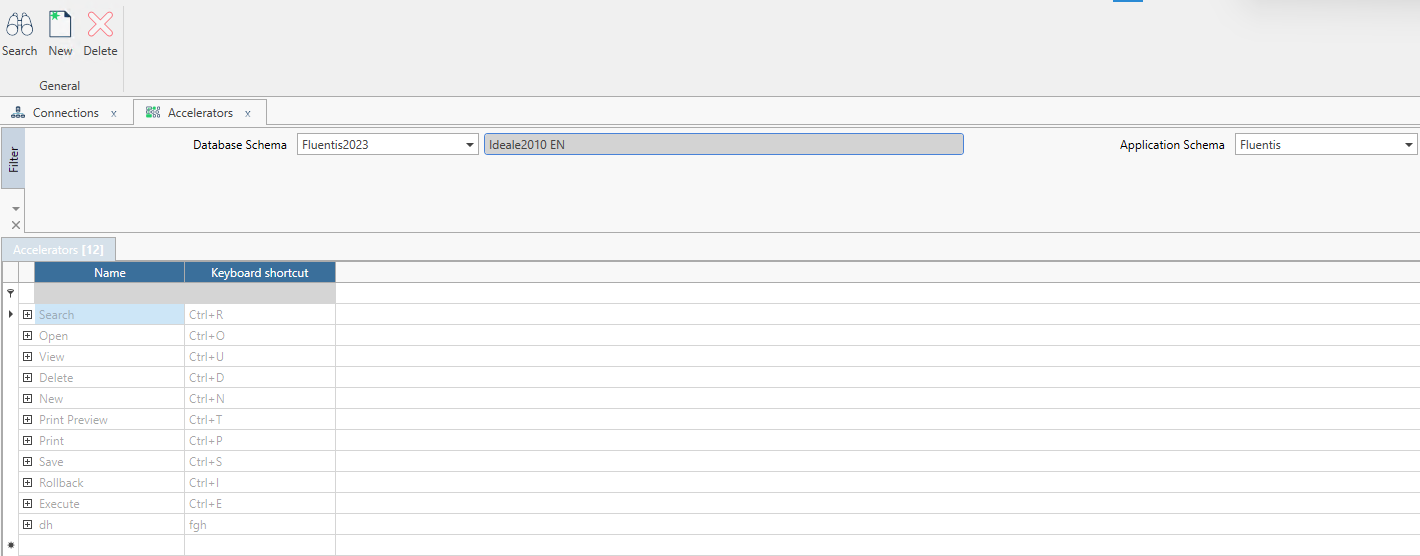 Search New Delete
General
Connections x Accelerators x
Filter
Database Schema Fluentis2023 Ideale2010 EN Application Schema Fluentis
Accelerators [12]
Name Keyboard shortcut
Search Ctrl+R
Open Ctrl+O
View Ctrl+U
Delete Ctrl+D
New Ctrl+N
Print Preview Ctrl+T
Print Ctrl+P
Save Ctrl+S
Rollback Ctrl+I
Execute Ctrl+E
dh fgh